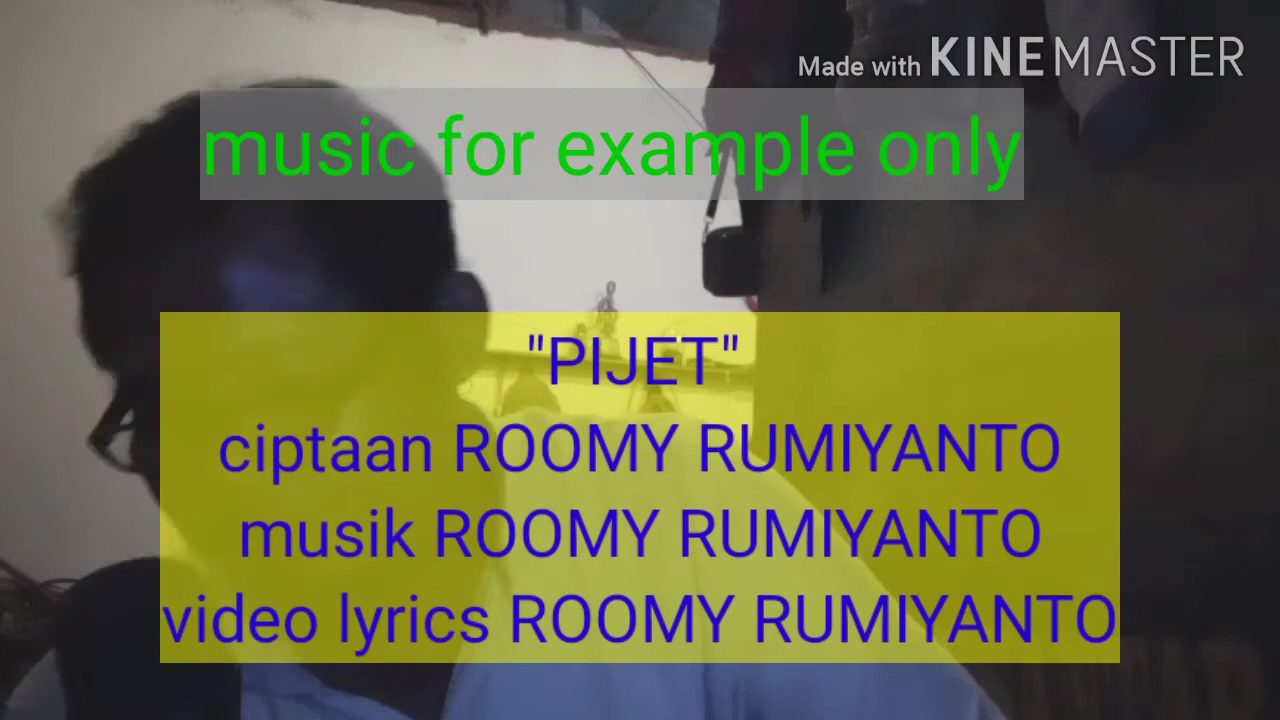 Made with KINEMASTER
music for example only
"PIJET"
ciptaan ROOMY RUMIYANTO
musik ROOMY RUMIYANTO
video lyrics ROOMY RUMIYANTO